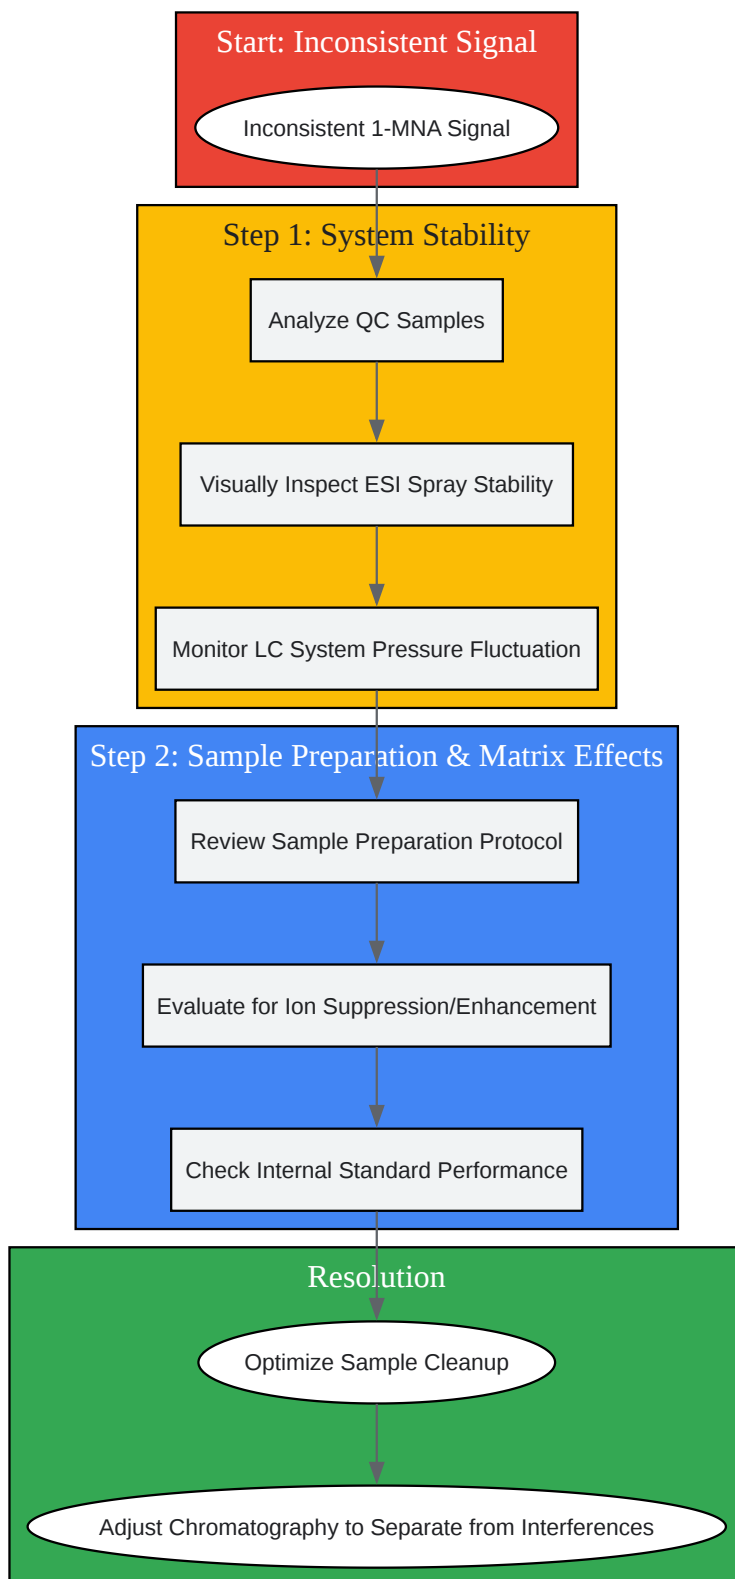 Start: Inconsistent Signal
Inconsistent 1-MNA Signal
Step 1: System Stability
Analyze QC Samples
Visually Inspect ESI Spray Stability
Monitor LC System Pressure Fluctuation
Step 2: Sample Preparation & Matrix Effects
Review Sample Preparation Protocol
Evaluate for Ion Suppression/Enhancement
Check Internal Standard Performance
Resolution
Optimize Sample Cleanup
Adjust Chromatography to Separate from Interferences